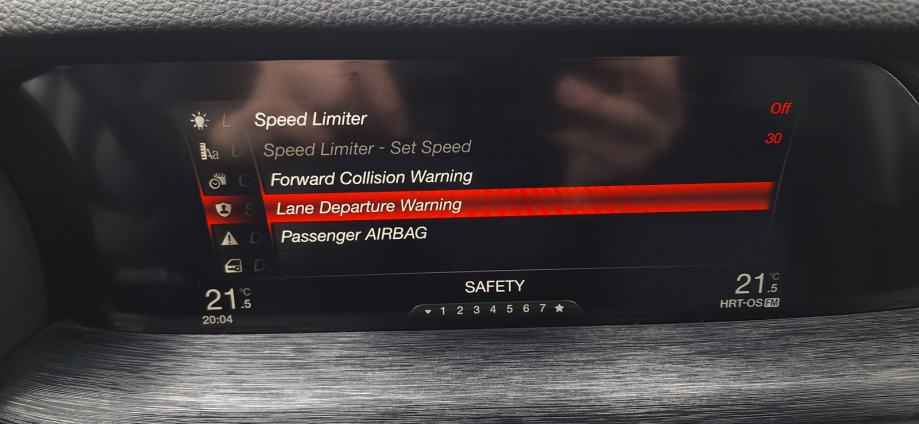 L Speed Limiter Off
Aa U Speed Limiter - Set Speed 30
C Forward Collision Warning
S Lane Departure Warning
D Passenger AIRBAG
D
SAFETY
21.5 °C
20:04
1 2 3 4 5 6 7
21.5 °C
HRT-OS FM